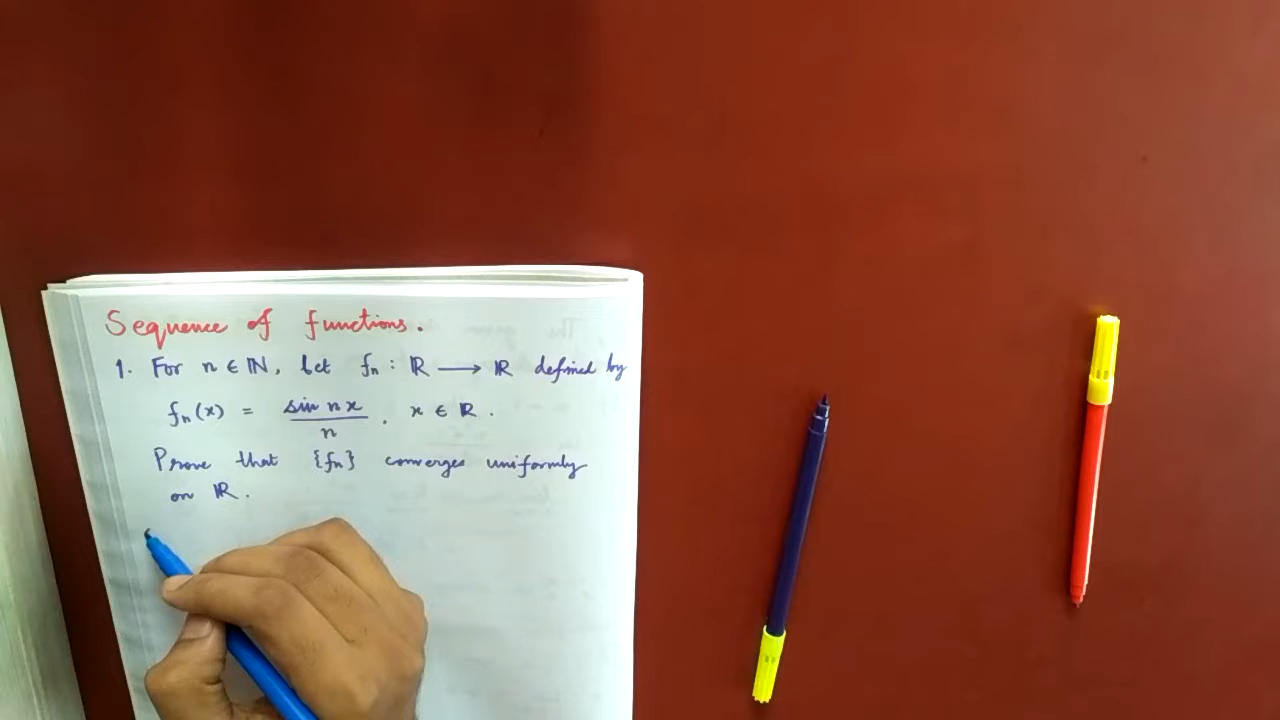 Sequence of functions.
1. For n ∈ ℕ, let fₙ : ℝ ⟶ ℝ defined by
fₙ(x) = sin nx / n , x ∈ ℝ.
Prove that {fₙ} converges uniformly
on ℝ.